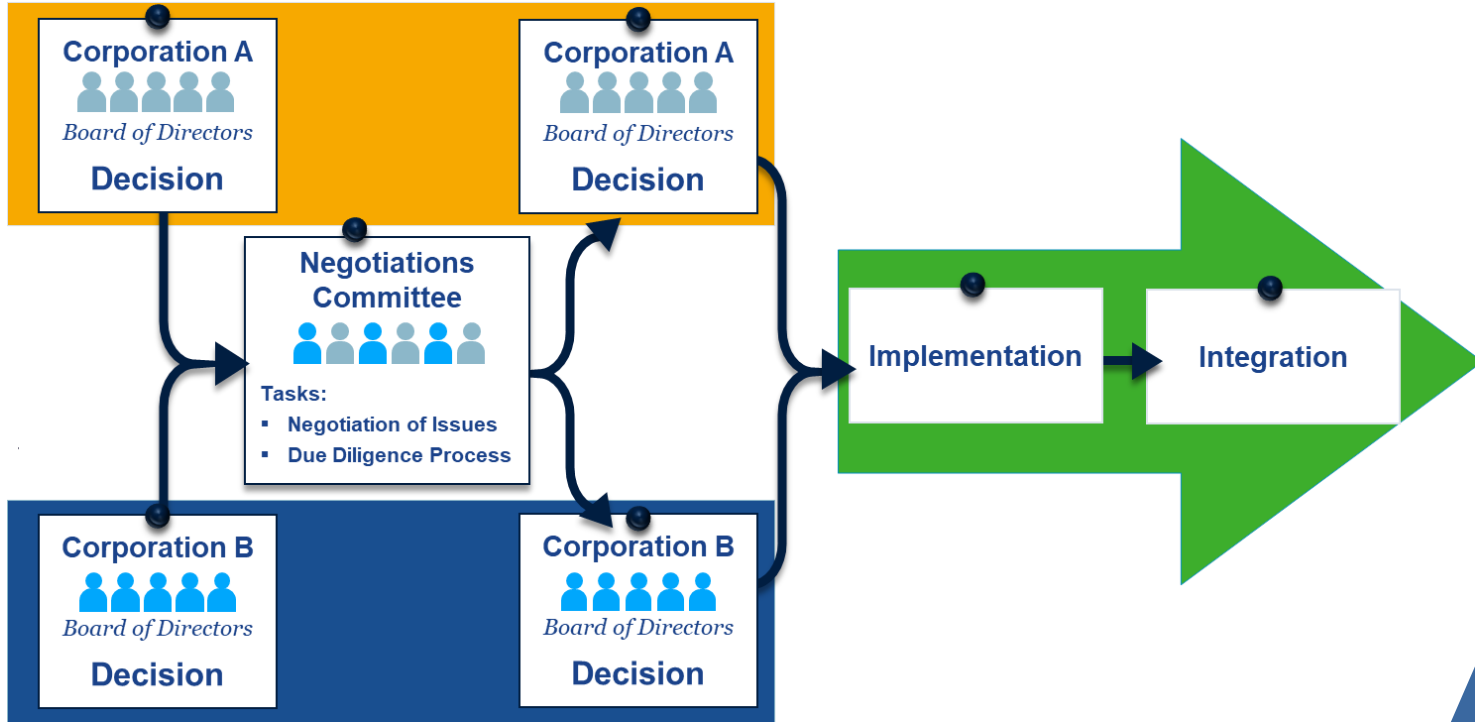 Corporation A
Board of Directors
Decision
Corporation A
Board of Directors
Decision
Negotiations
Committee
Tasks:
▪ Negotiation of Issues
▪ Due Diligence Process
Corporation B
Board of Directors
Decision
Corporation B
Board of Directors
Decision
Implementation
Integration